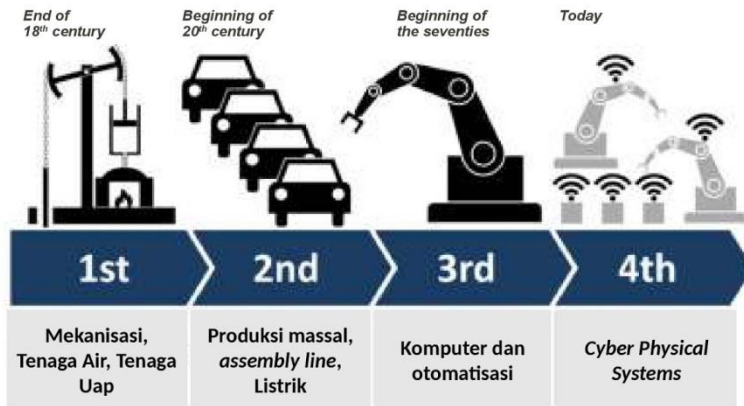 End of
18th century
Beginning of
20th century
Beginning of
the seventies
Today
1st
2nd
3rd
4th
Mekanisasi,
Tenaga Air, Tenaga
Uap
Produksi massal,
assembly line,
Listrik
Komputer dan
otomatisasi
Cyber Physical
Systems